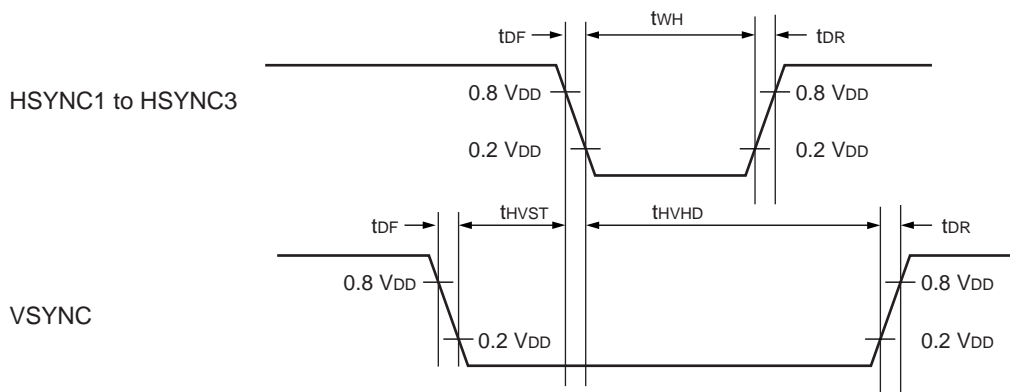 tDF tWH tDR
HSYNC1 to HSYNC3
0.8 VDD 0.8 VDD
0.2 VDD 0.2 VDD
tDF tHVST tHVHD tDR
0.8 VDD 0.8 VDD
VSYNC
0.2 VDD 0.2 VDD